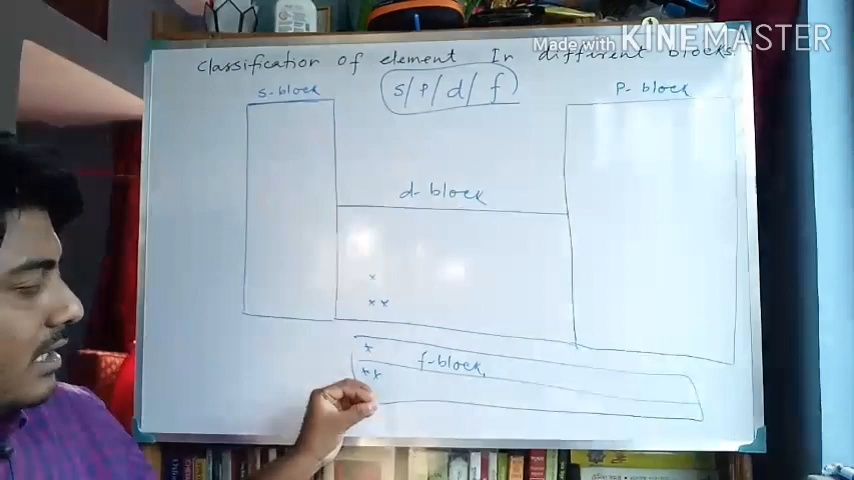 Made with KINEMASTER
classification of element In different blocks.
s/p/d/f
s-block
p-block
d-block
*
**
* f-block
**